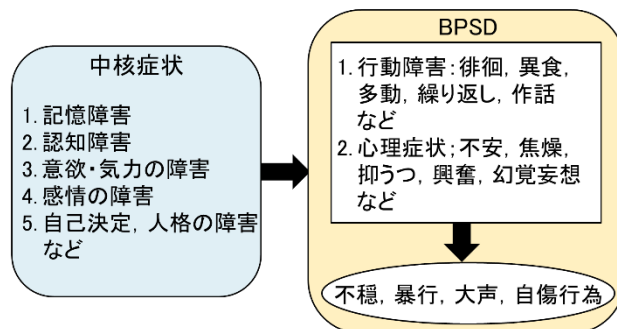 中核症状
1. 記憶障害
2. 認知障害
3. 意欲・気力の障害
4. 感情の障害
5. 自己決定, 人格の障害
など
BPSD
1. 行動障害:徘徊, 異食,
多動, 繰り返し, 作話
など
2. 心理症状;不安, 焦燥,
抑うつ, 興奮, 幻覚妄想
など
不穏, 暴行, 大声, 自傷行為